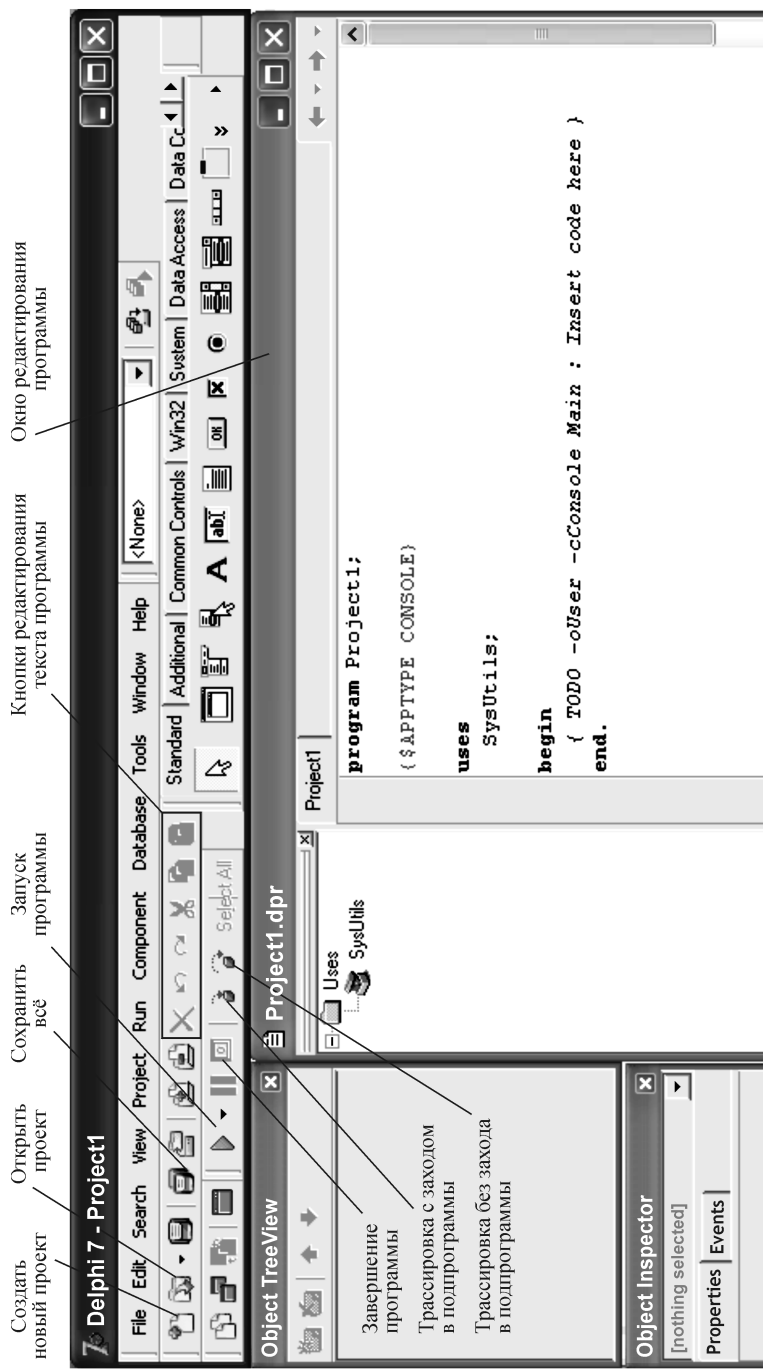 Создать
новый проект
Открыть
проект
Сохранить
всё
Запуск
программы
Кнопки редактирования
текста программы
Окно редактирования
программы
Delphi 7 - Project1
File Edit Search View Project Run Component Database Tools Window Help
<None>
Select All
Standard Additional Common Controls Win32 System Data Access Data Co
Object TreeView
Завершение
программы
Трассировка с заходом
в подпрограммы
Трассировка без захода
в подпрограммы
Object Inspector
[nothing selected]
Properties Events
Project1.dpr
Uses
SysUtils
Project1
program Project1;
{$APPTYPE CONSOLE}
uses
SysUtils;
begin
{ TODO -oUser -cConsole Main : Insert code here }
end.